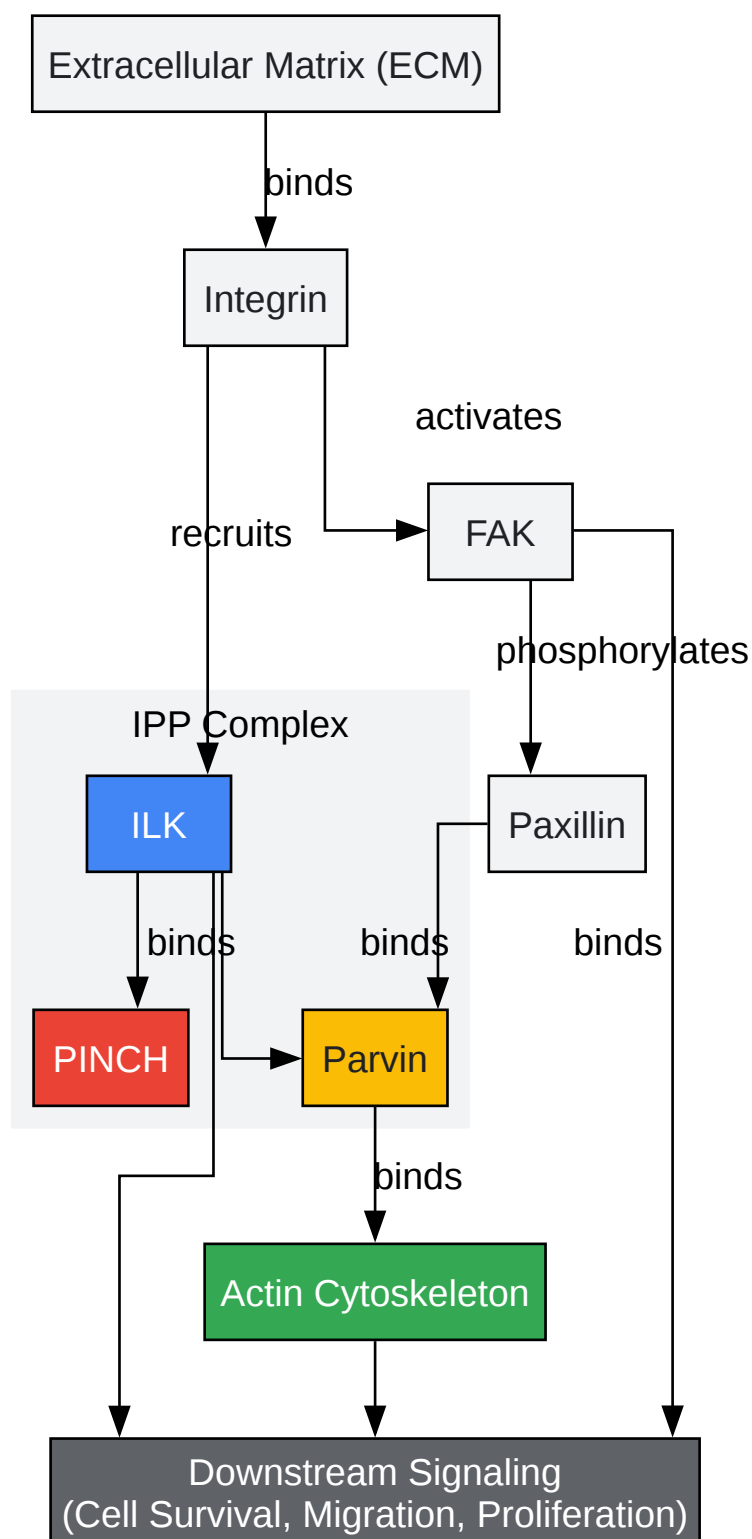 Extracellular Matrix (ECM)
binds
Integrin
activates
recruits
FAK
phosphorylates
IPP Complex
ILK
Paxillin
binds
binds
binds
PINCH
Parvin
binds
Actin Cytoskeleton
Downstream Signaling
(Cell Survival, Migration, Proliferation)